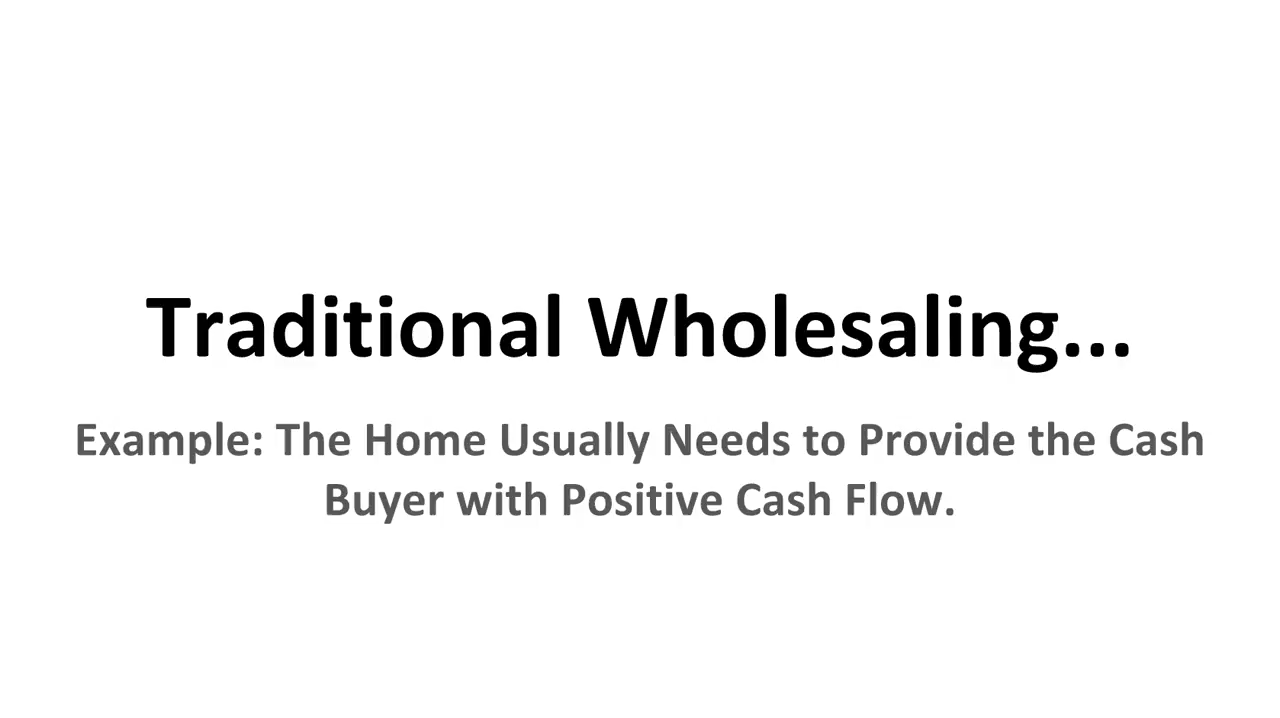 Traditional Wholesaling...
Example: The Home Usually Needs to Provide the Cash
Buyer with Positive Cash Flow.